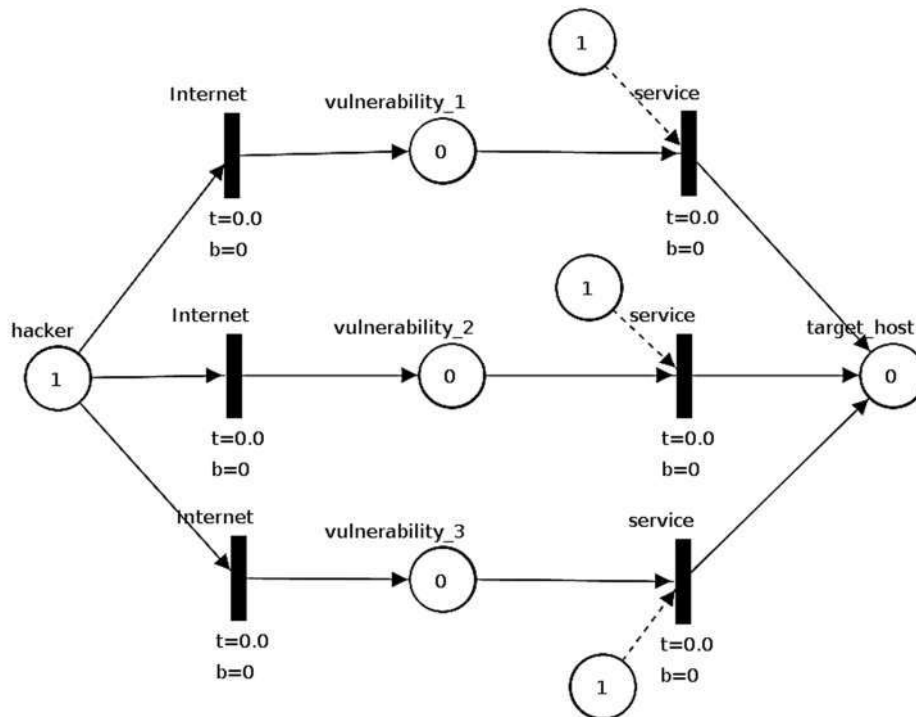 1
Internet
vulnerability_1
service
0
t=0.0
b=0
t=0.0
b=0
1
hacker
Internet
vulnerability_2
service
target_host
1
0
0
t=0.0
b=0
t=0.0
b=0
Internet
vulnerability_3
service
0
t=0.0
b=0
t=0.0
b=0
1